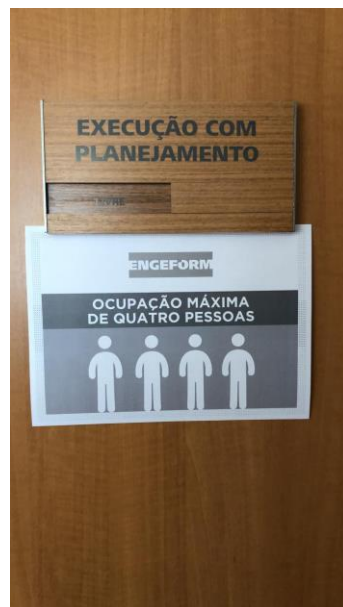 EXECUÇÃO COM
PLANEJAMENTO
ENGEFORM
OCUPAÇÃO MÁXIMA
DE QUATRO PESSOAS